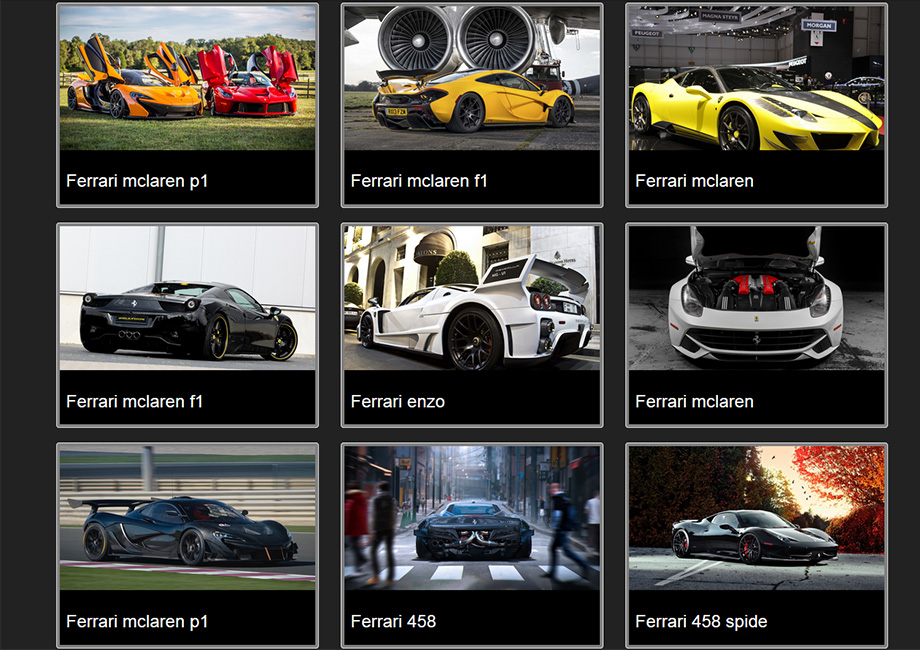 PEUGEOT
MAGNA STEYR
MORGAN
PEUGEOT
Ferrari mclaren p1
Ferrari mclaren f1
Ferrari mclaren
Ferrari mclaren f1
Ferrari enzo
Ferrari mclaren
Ferrari mclaren p1
Ferrari 458
Ferrari 458 spide